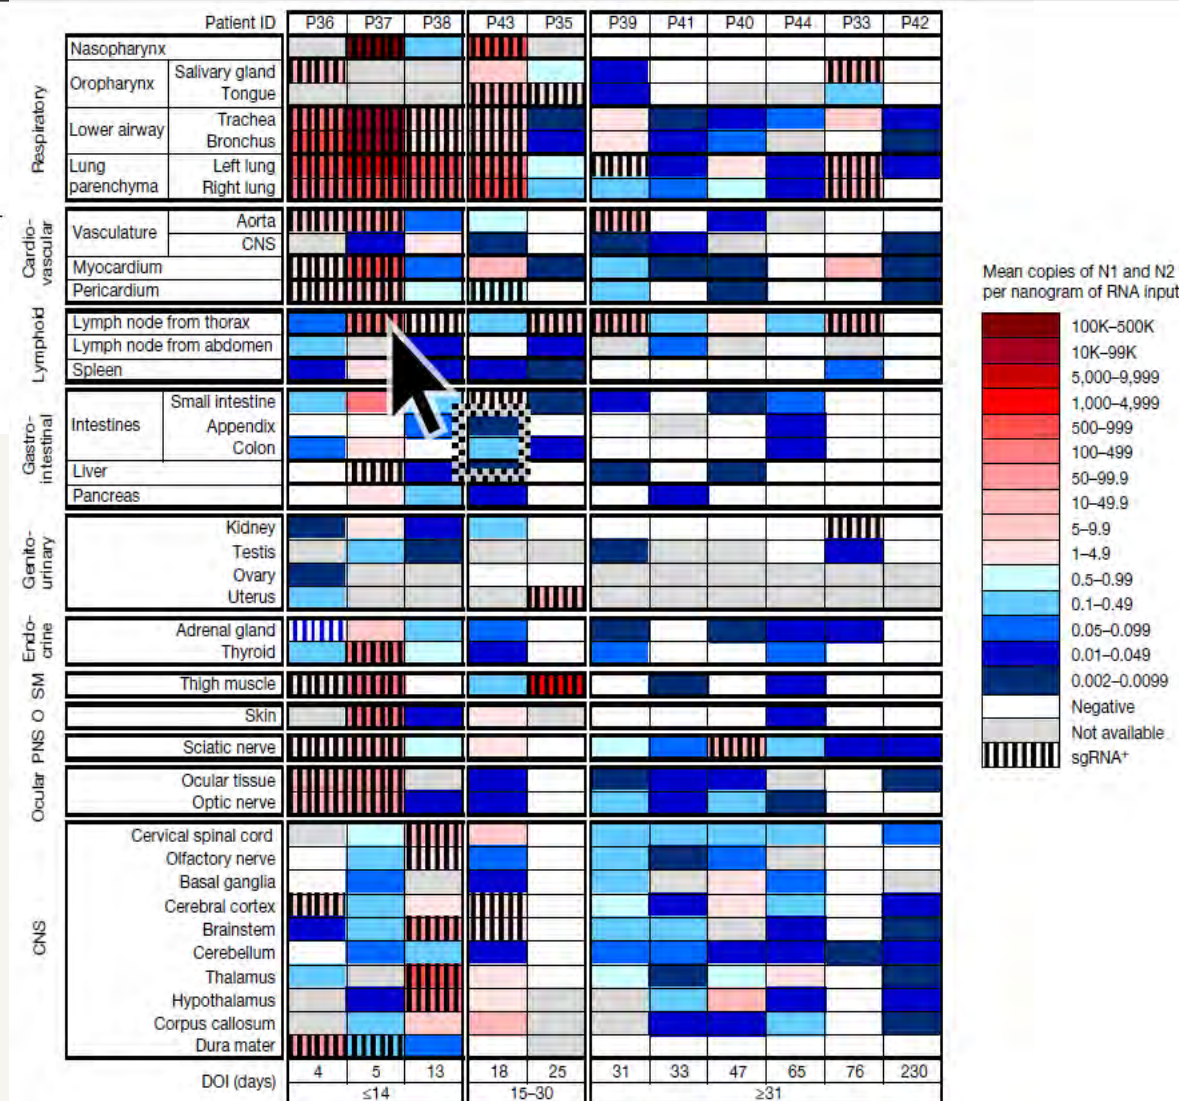 Patient ID P36 P37 P38 P43 P35 P39 P41 P40 P44 P33 P42
Respiratory
Nasopharynx
Oropharynx
Salivary gland
Tongue
Lower airway
Trachea
Bronchus
Lung
parenchyma
Left lung
Right lung
Cardio-
vascular
Vasculature
Aorta
CNS
Myocardium
Pericardium
Lymphoid
Lymph node from thorax
Lymph node from abdomen
Spleen
Gastro-
intestinal
Intestines
Small intestine
Appendix
Colon
Liver
Pancreas
Genito-
urinary
Kidney
Testis
Ovary
Uterus
Endo-
crine
Adrenal gland
Thyroid
SM
Thigh muscle
O
Skin
PNS
Sciatic nerve
Ocular
Ocular tissue
Optic nerve
CNS
Cervical spinal cord
Olfactory nerve
Basal ganglia
Cerebral cortex
Brainstem
Cerebellum
Thalamus
Hypothalamus
Corpus callosum
Dura mater
DOI (days) 4 5 13 18 25 31 33 47 65 76 230
≤14 15–30 ≥31
Mean copies of N1 and N2
per nanogram of RNA input
100K–500K
10K–99K
5,000–9,999
1,000–4,999
500–999
100–499
50–99.9
10–49.9
5–9.9
1–4.9
0.5–0.99
0.1–0.49
0.05–0.099
0.01–0.049
0.002–0.0099
Negative
Not available
sgRNA⁺